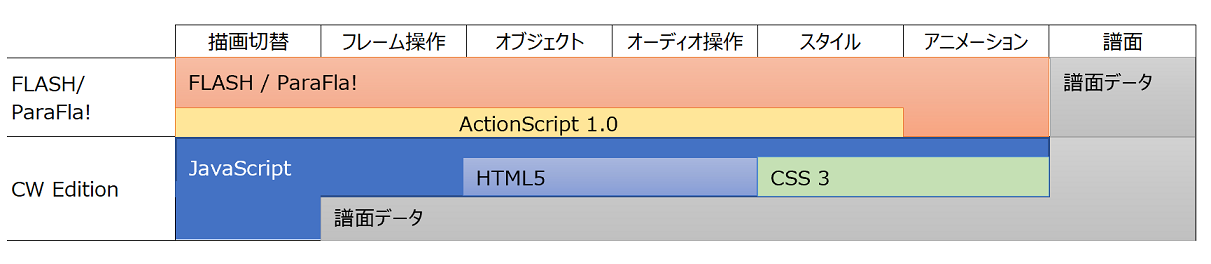 描画切替 フレーム操作 オブジェクト オーディオ操作 スタイル アニメーション 譜面
FLASH/
ParaFla!
FLASH / ParaFla!
譜面データ
ActionScript 1.0
CW Edition
JavaScript
HTML5
CSS 3
譜面データ